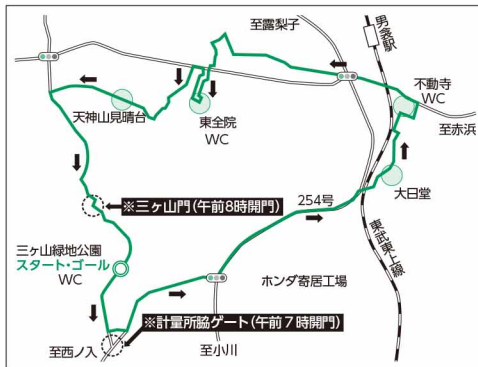 至露梨子
男衾駅
不動寺
WC
至赤浜
天神山見晴台
東全院
WC
大日堂
※三ヶ山門(午前8時開門)
254号
三ヶ山緑地公園
スタート・ゴール
WC
東武東上線
ホンダ寄居工場
※計量所脇ゲート(午前7時開門)
至西ノ入
至小川